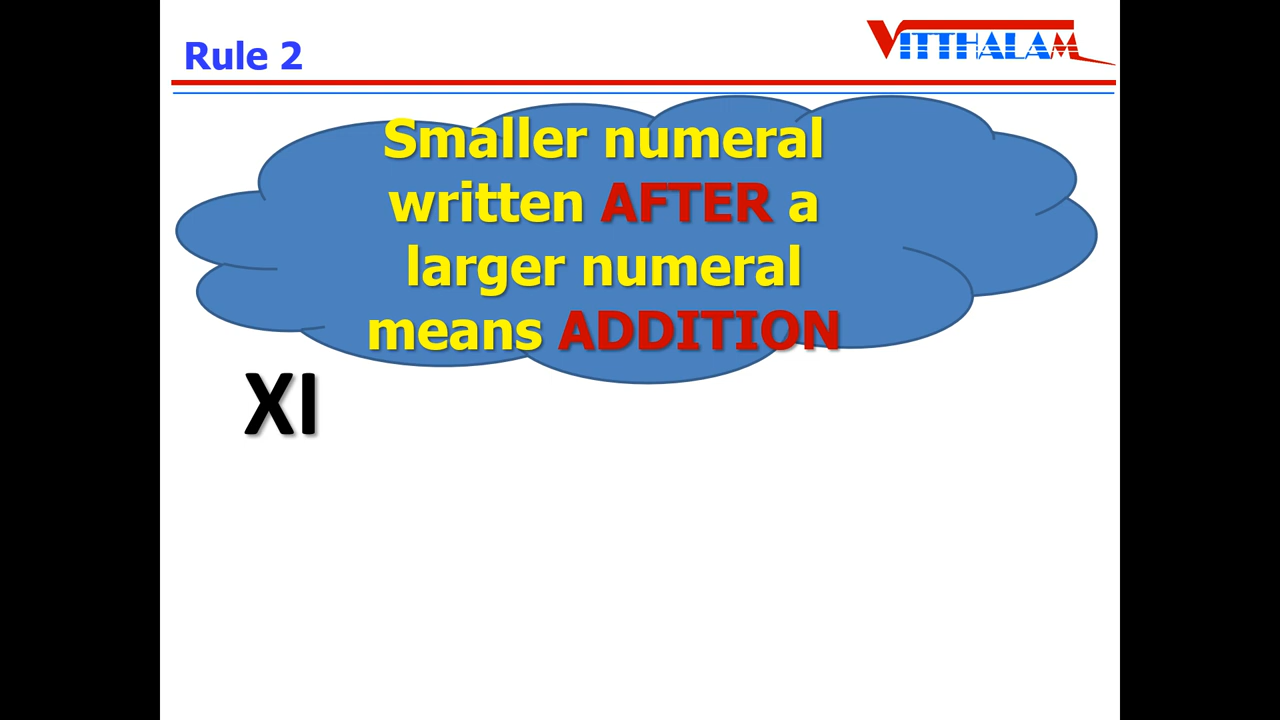 Rule 2
VITTHALAM
Smaller numeral
written AFTER a
larger numeral
means ADDITION
XI